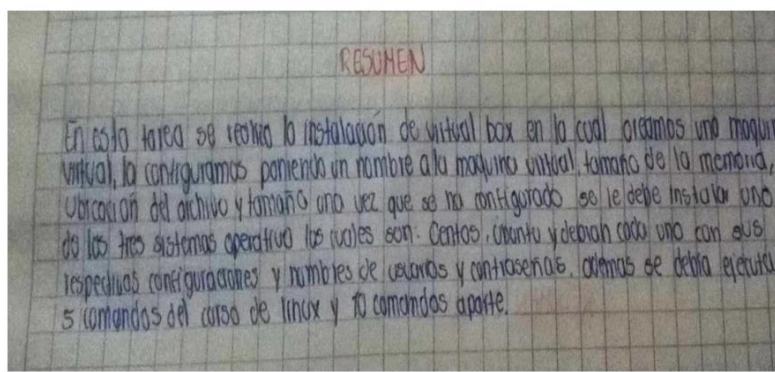 RESUMEN
En esta tarea se realizo la instalación de virtual box en la cual creamos una maquin
virtual, la configuramos poniendo un nombre a la maquina virtual, tamaño de la memoria,
Ubicación del archivo y tamaño una vez que se ha configurado se le debe instalar uno
de los tres sistemas operativo los cuales son: Centos, Ubuntu y debian cada uno con sus
respectivas configuraciones y nombres de usuarios y contraseñas, ademas se debia ejecuta
5 comandos del curso de linux y 10 comandos aparte.